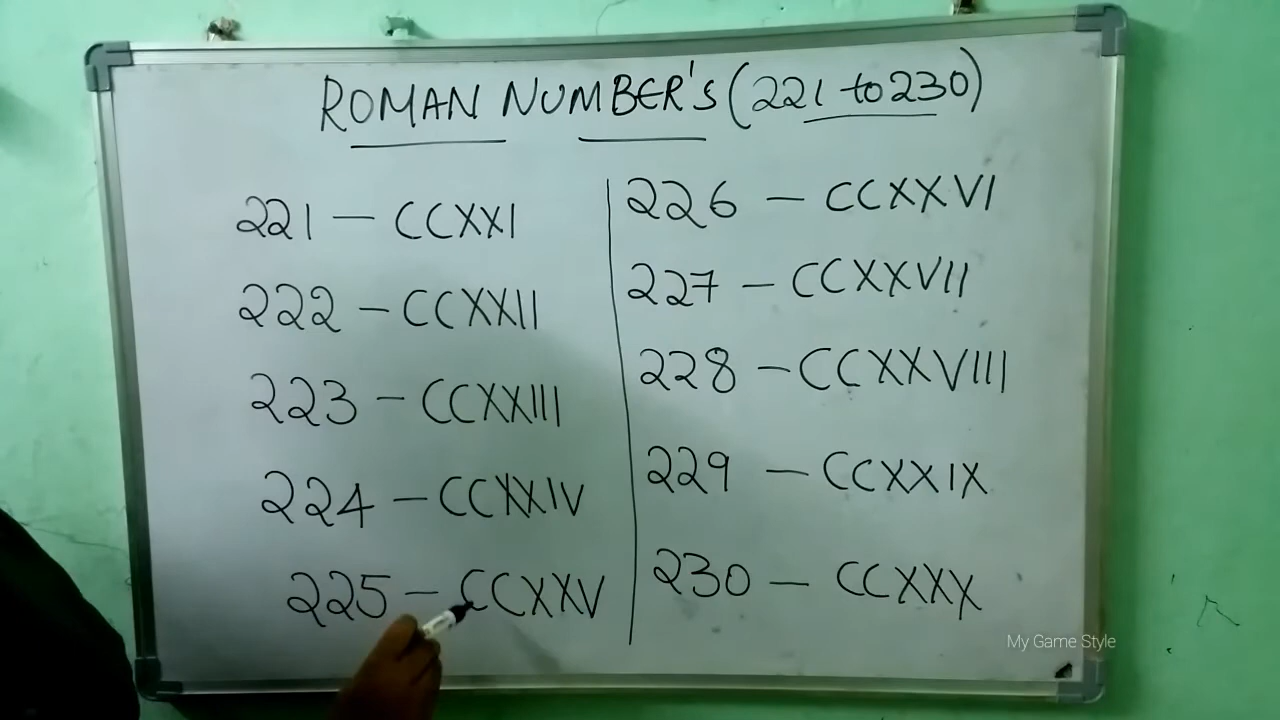 ROMAN NUMBER'S (221 to 230)
221 — CCXXI
222 — CCXXII
223 — CCXXIII
224 — CCXXIV
225 — CCXXV
226 — CCXXVI
227 — CCXXVII
228 — CCXXVIII
229 — CCXXIX
230 — CCXXX
My Game Style